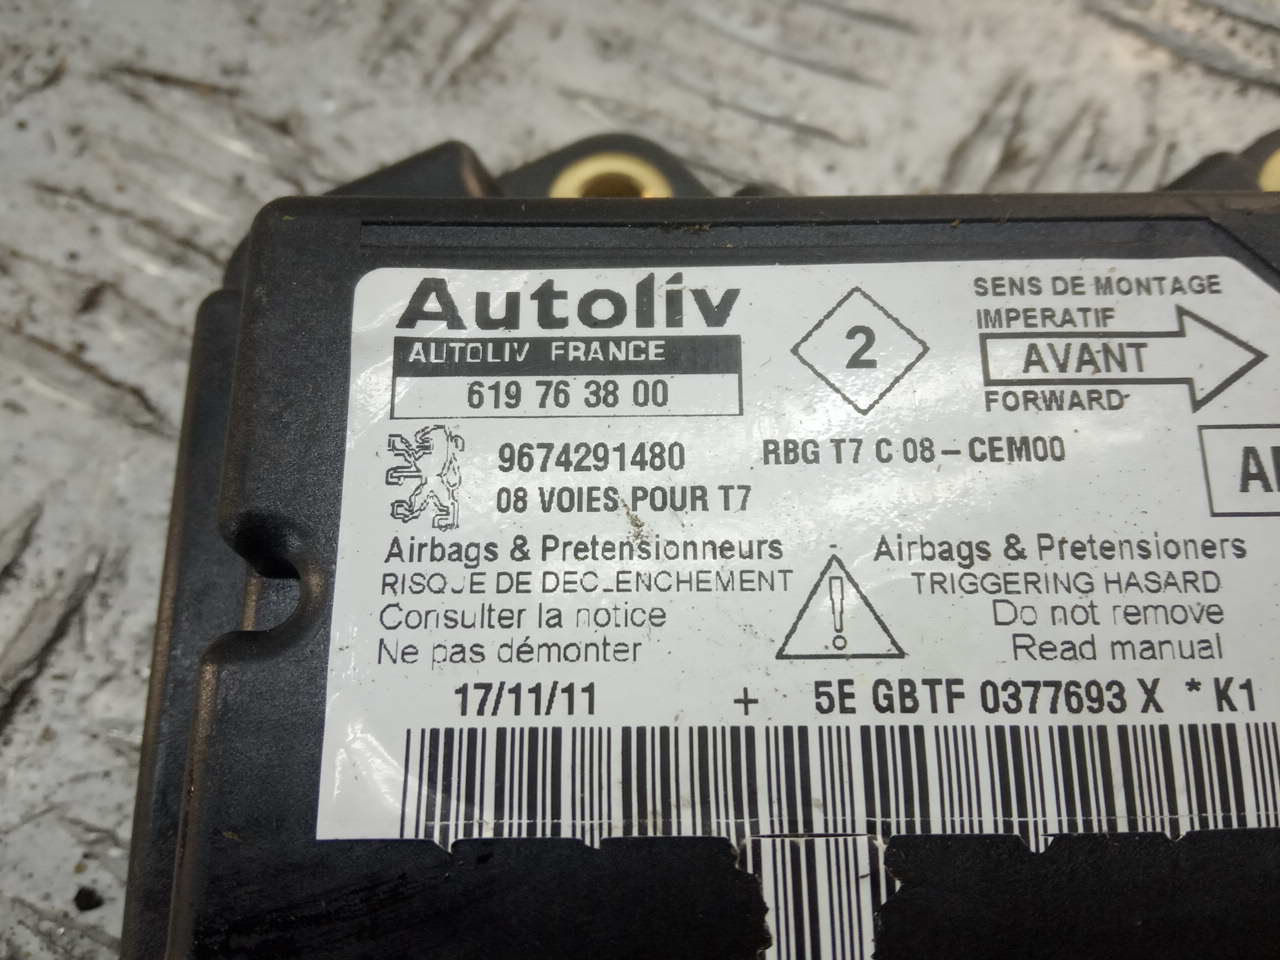 Autoliv
AUTOLIV FRANCE
619 76 38 00
2
SENS DE MONTAGE
IMPERATIF
AVANT
FORWARD
9674291480
RBG T7 C 08-CEM00
08 VOIES POUR T7
Airbags & Pretensionneurs
RISQUE DE DECLENCHEMENT
Consulter la notice
Ne pas démonter
Airbags & Pretensioners
TRIGGERING HASARD
Do not remove
Read manual
17/11/11 + 5E GBTF 0377693 X * K1